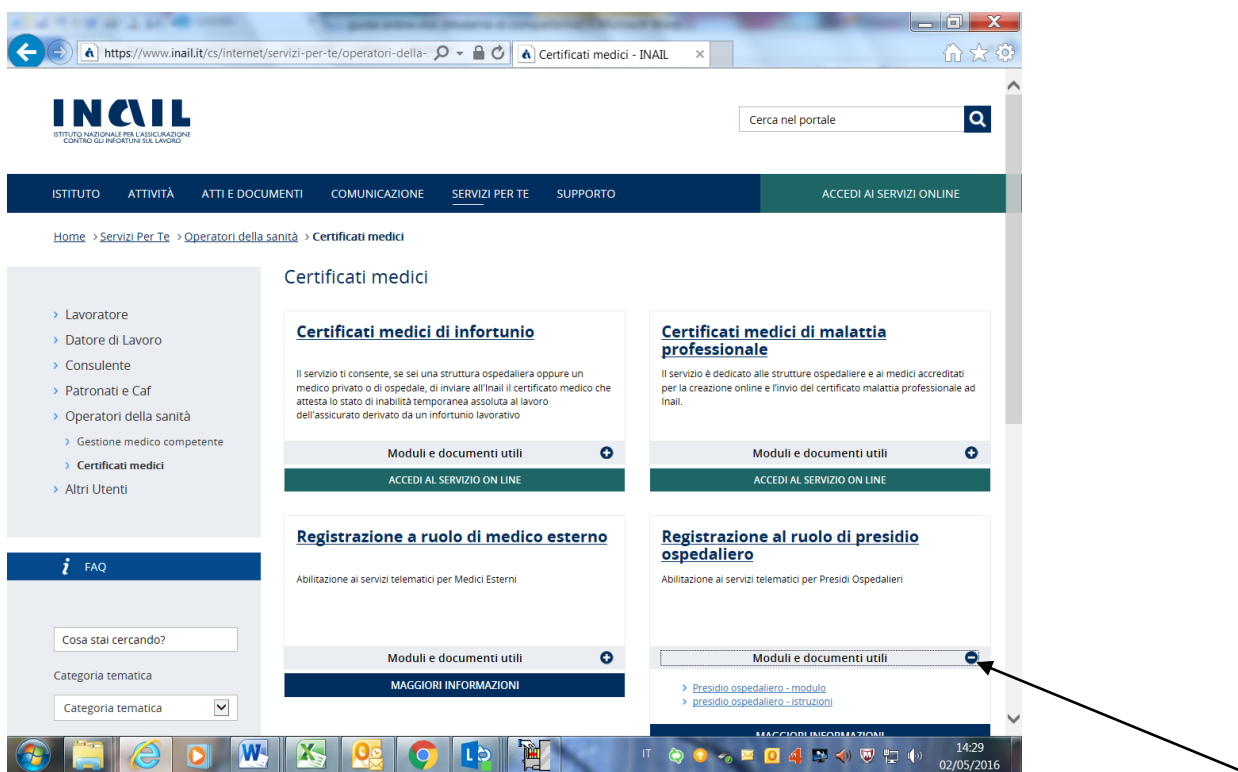 https://www.inail.it/cs/internet/servizi-per-te/operatori-della-
Certificati medici - INAIL
INAIL
ISTITUTO NAZIONALE PER L'ASSICURAZIONE
CONTRO GLI INFORTUNI SUL LAVORO
Cerca nel portale
ISTITUTO ATTIVITÀ ATTI E DOCUMENTI COMUNICAZIONE SERVIZI PER TE SUPPORTO ACCEDI AI SERVIZI ONLINE
Home > Servizi Per Te > Operatori della sanità > Certificati medici
> Lavoratore
> Datore di Lavoro
> Consulente
> Patronati e Caf
> Operatori della sanità
> Gestione medico competente
> Certificati medici
> Altri Utenti
i FAQ
Cosa stai cercando?
Categoria tematica
Categoria tematica
Certificati medici
Certificati medici di infortunio
Il servizio ti consente, se sei una struttura ospedaliera oppure un
medico privato o di ospedale, di inviare all'Inail il certificato medico che
attesta lo stato di inabilità temporanea assoluta al lavoro
dell'assicurato derivato da un infortunio lavorativo
Moduli e documenti utili
ACCEDI AL SERVIZIO ON LINE
Certificati medici di malattia
professionale
Il servizio è dedicato alle strutture ospedaliere e ai medici accreditati
per la creazione online e l'invio del certificato malattia professionale ad
Inail.
Moduli e documenti utili
ACCEDI AL SERVIZIO ON LINE
Registrazione a ruolo di medico esterno
Abilitazione ai servizi telematici per Medici Esterni
Moduli e documenti utili
MAGGIORI INFORMAZIONI
Registrazione al ruolo di presidio
ospedaliero
Abilitazione ai servizi telematici per Presidi Ospedalieri
Moduli e documenti utili
> Presidio ospedaliero - modulo
> presidio ospedaliero - istruzioni
MAGGIORI INFORMAZIONI
IT
14:29
02/05/2016